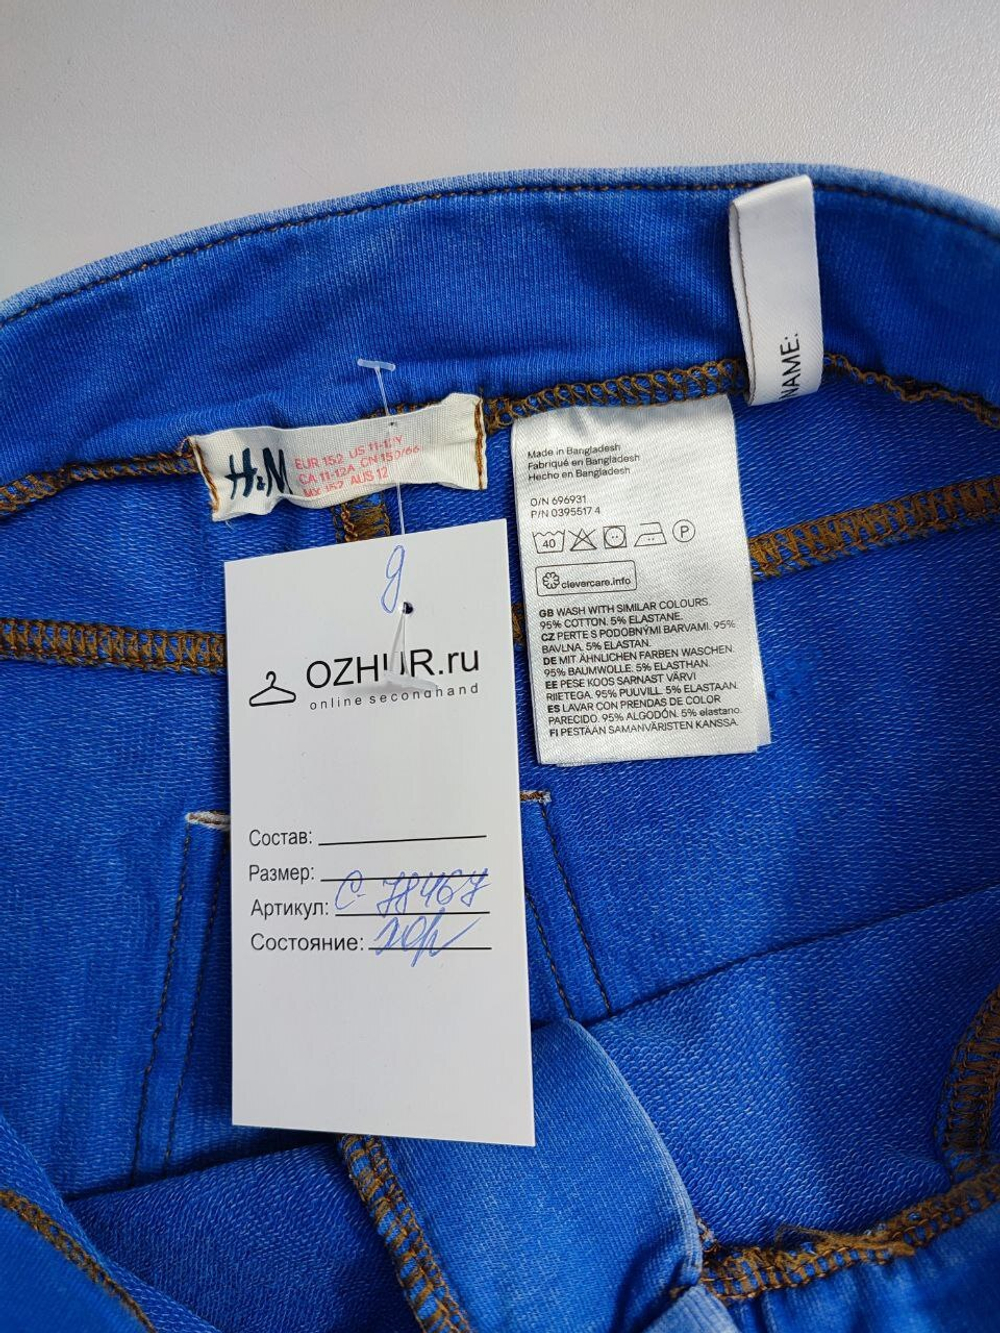 NAME:
H&M
EUR 152 US 11-12Y
CA 11-12A CN 150/66
MX 152 AUS 12
Made in Bangladesh
Fabriqué en Bangladesh
Hecho en Bangladesh
O/N 696931
P/N 0395517 4
40 P
clevercare.info
GB WASH WITH SIMILAR COLOURS.
95% COTTON. 5% ELASTANE.
CZ PERTE S PODOBNÝMI BARVAMI. 95%
BAVLNA. 5% ELASTAN.
DE MIT ÄHNLICHEN FARBEN WASCHEN.
95% BAUMWOLLE. 5% ELASTHAN.
EE PESE KOOS SARNAST VÄRVI
RIIETEGA. 95% PUUVILL. 5% ELASTAAN.
ES LAVAR CON PRENDAS DE COLOR
PARECIDO. 95% ALGODÓN. 5% elastano.
FI PESTÄÄN SAMANVÄRISTEN KANSSA.
OZHUR.ru
online secondhand
Состав:
Размер:
Артикул: С-78467
Состояние: хор